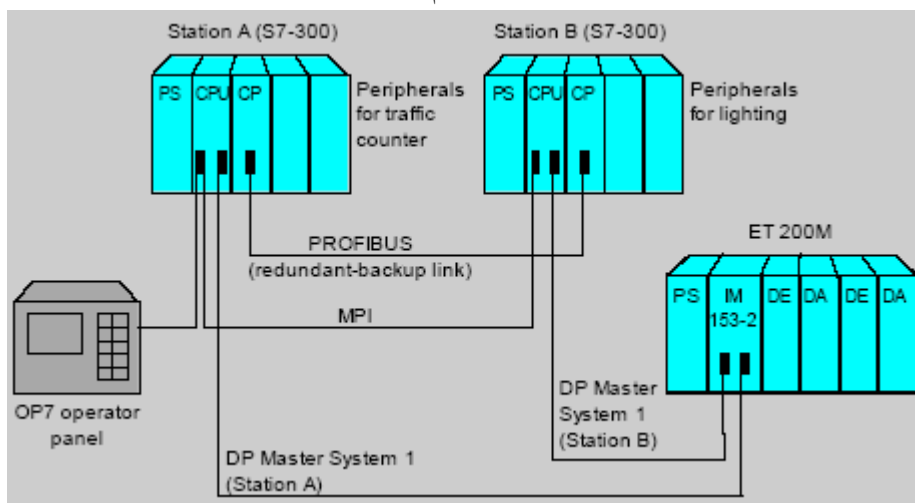 Station A (S7-300)
Station B (S7-300)
PS CPU CP
Peripherals
for traffic
counter
PS CPU CP
Peripherals
for lighting
PROFIBUS
(redundant-backup link)
MPI
ET 200M
PS IM DE DA DE DA
153-2
OP7 operator
panel
DP Master
System 1
(Station B)
DP Master System 1
(Station A)